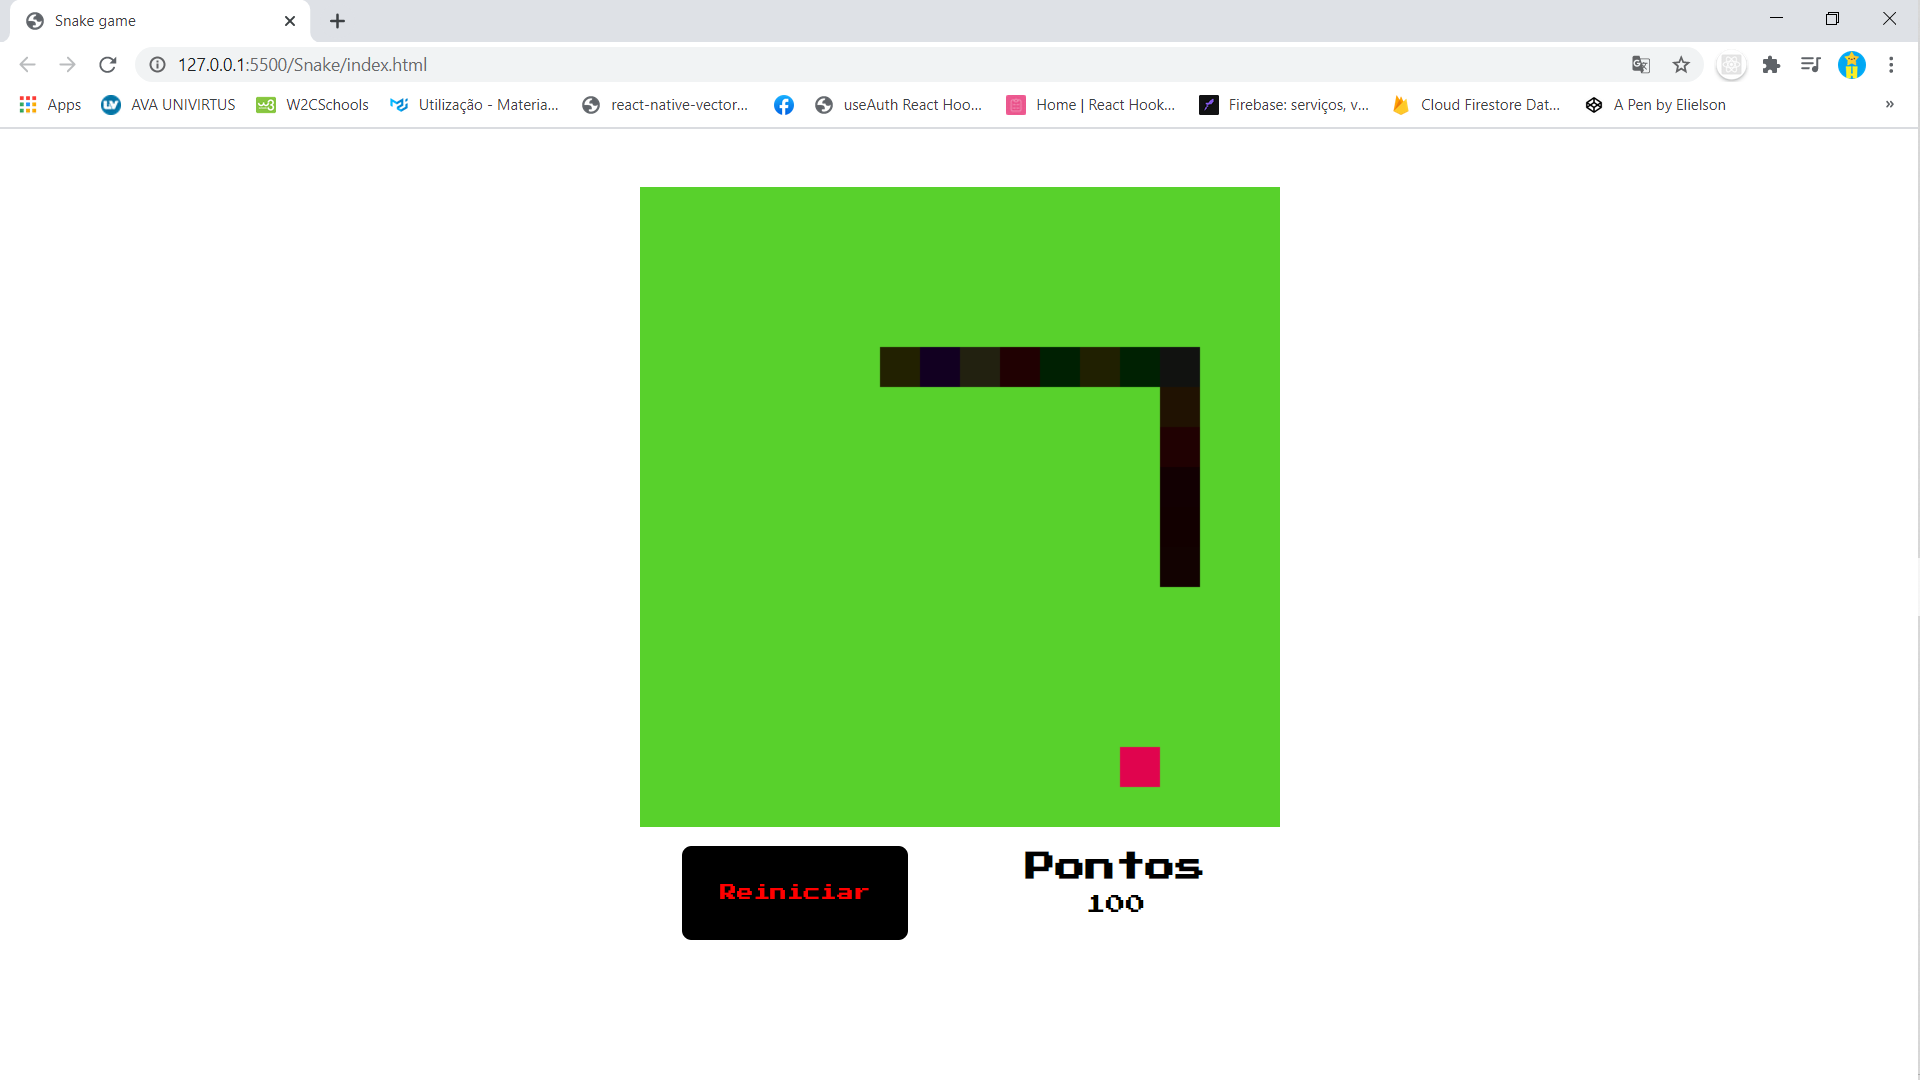 Snake game
127.0.0.1:5500/Snake/index.html
Apps
AVA UNIVIRTUS
W2CSchools
Utilização - Materia...
react-native-vector...
useAuth React Hoo...
Home | React Hook...
Firebase: serviços, v...
Cloud Firestore Dat...
A Pen by Elielson
»
Reiniciar
Pontos
100